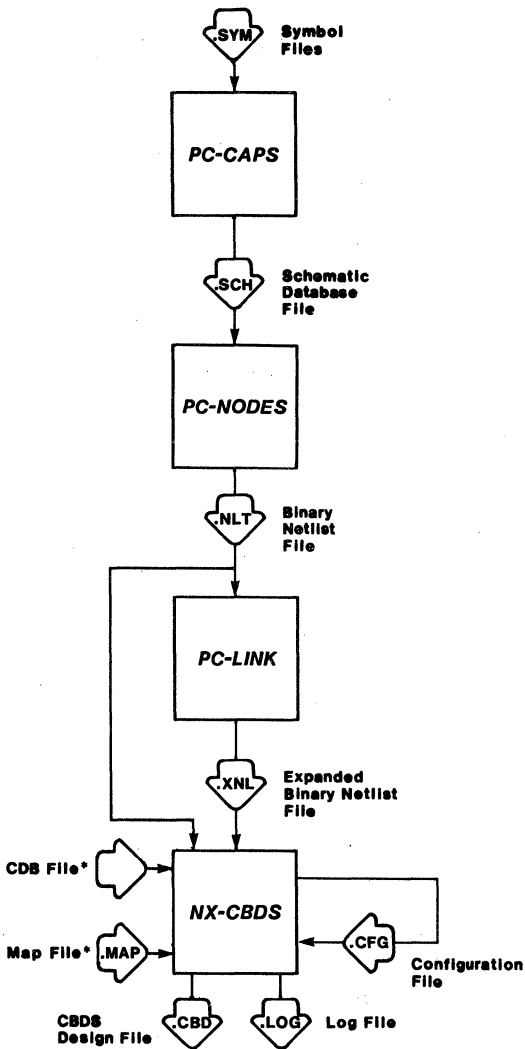 .SYM
Symbol
Files
PC-CAPS
.SCH
Schematic
Database
File
PC-NODES
.NLT
Binary
Netlist
File
PC-LINK
.XNL
Expanded
Binary Netlist
File
CDB File*
NX-CBDS
Map File*
.MAP
.CFG
Configuration
File
CBDS
Design File
.CBD
.LOG
Log File